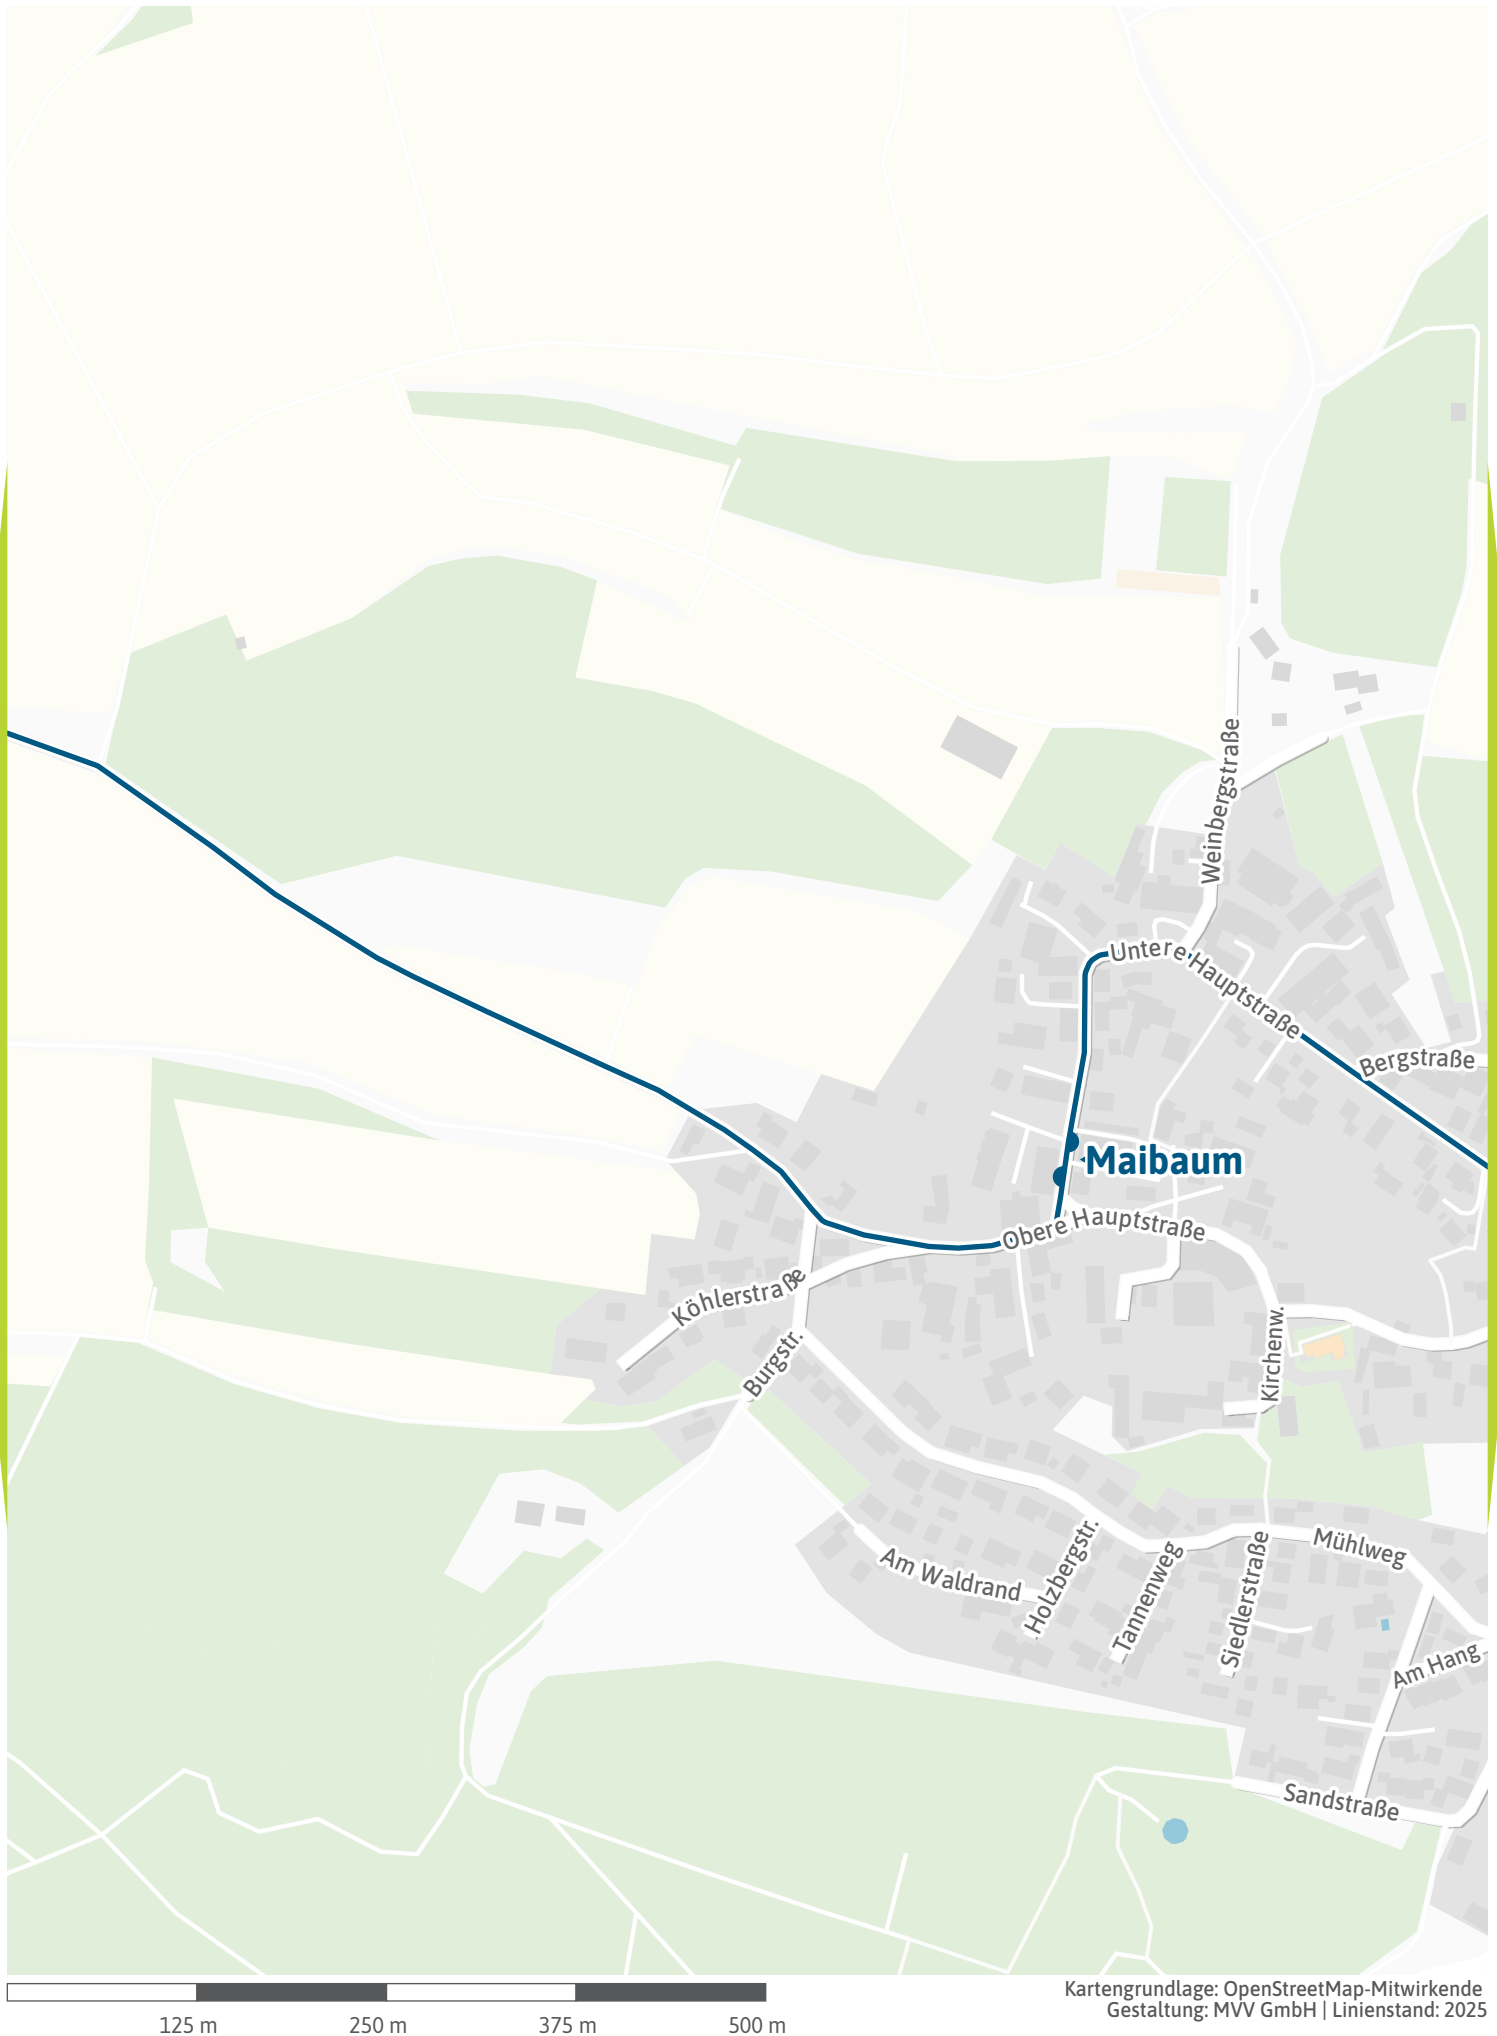 Weinbergstraße
Untere Hauptstraße
Bergstraße
Maibaum
Obere Hauptstraße
Köhlerstraße
Burgstr.
Kirchenw.
Mühlweg
Am Waldrand
Holzbergstr.
Tannenweg
Siedlerstraße
Am Hang
Sandstraße
Kartengrundlage: OpenStreetMap-Mitwirkende
Gestaltung: MVV GmbH | Linienstand: 2025
125 m 250 m 375 m 500 m